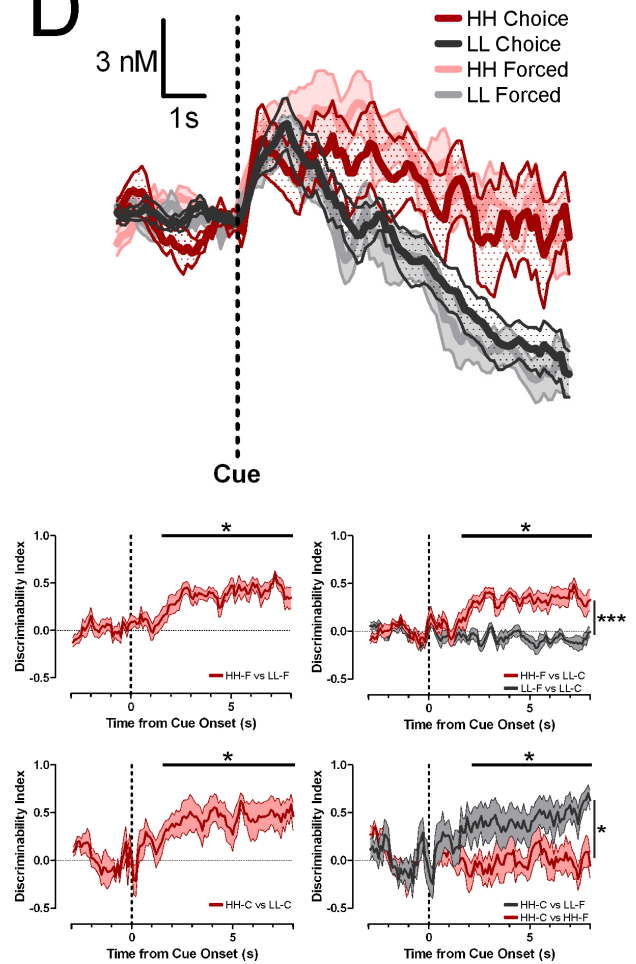 D
HH Choice
LL Choice
HH Forced
LL Forced
3 nM
1s
Cue
Discriminability Index
1.0
0.5
0.0
-0.5
*
HH-F vs LL-F
0
5
Time from Cue Onset (s)
Discriminability Index
1.0
0.5
0.0
-0.5
*
***
HH-F vs LL-C
LL-F vs LL-C
0
5
Time from Cue Onset (s)
Discriminability Index
1.0
0.5
0.0
-0.5
*
HH-C vs LL-C
0
5
Time from Cue Onset (s)
Discriminability Index
1.0
0.5
0.0
-0.5
*
*
HH-C vs LL-F
HH-C vs HH-F
0
5
Time from Cue Onset (s)